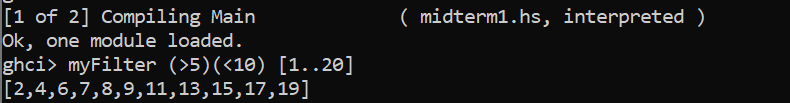 [1 of 2] Compiling Main             ( midterm1.hs, interpreted )
Ok, one module loaded.
ghci> myFilter (>5)(<10) [1..20]
[2,4,6,7,8,9,11,13,15,17,19]